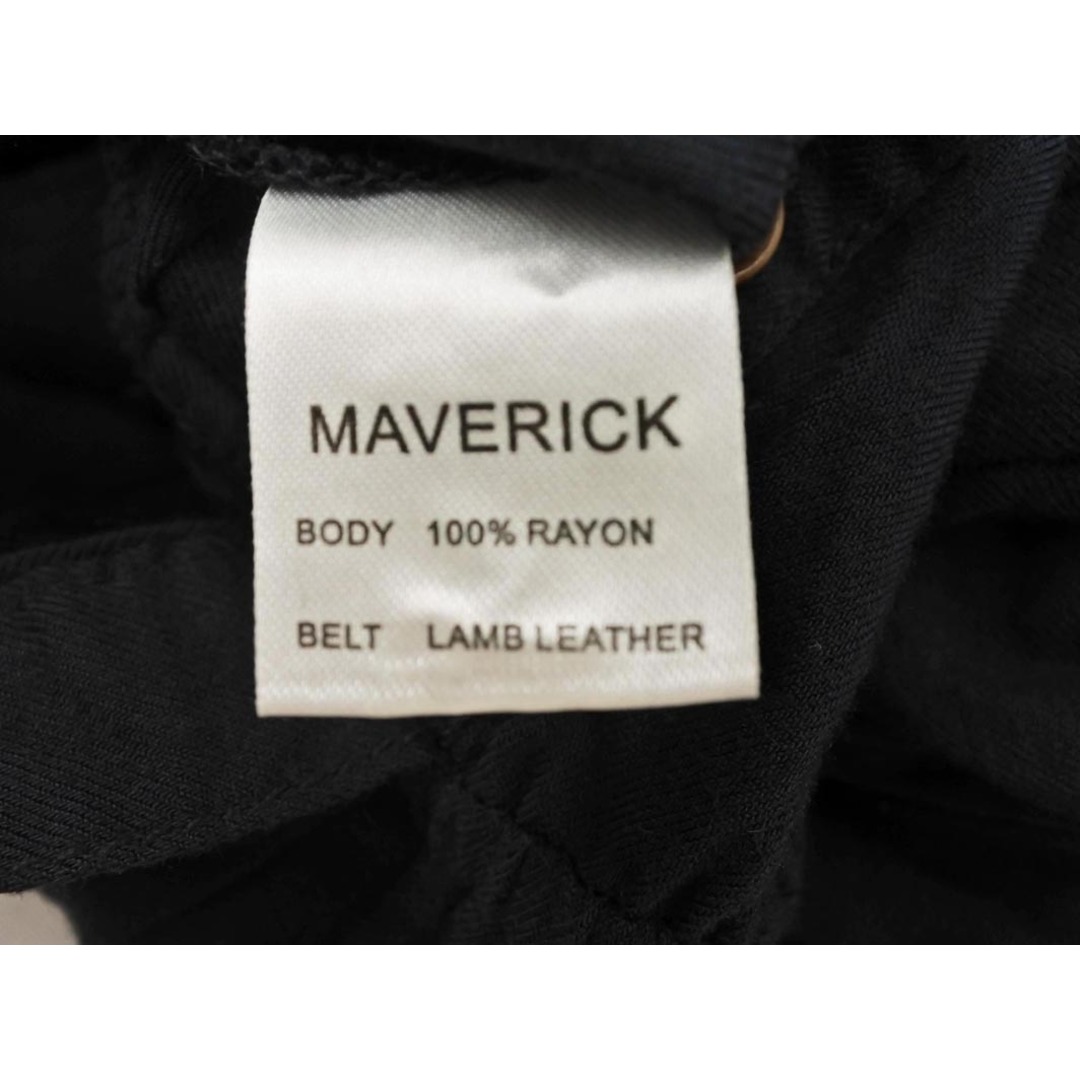 MAVERICK
BODY 100% RAYON
BELT LAMB LEATHER